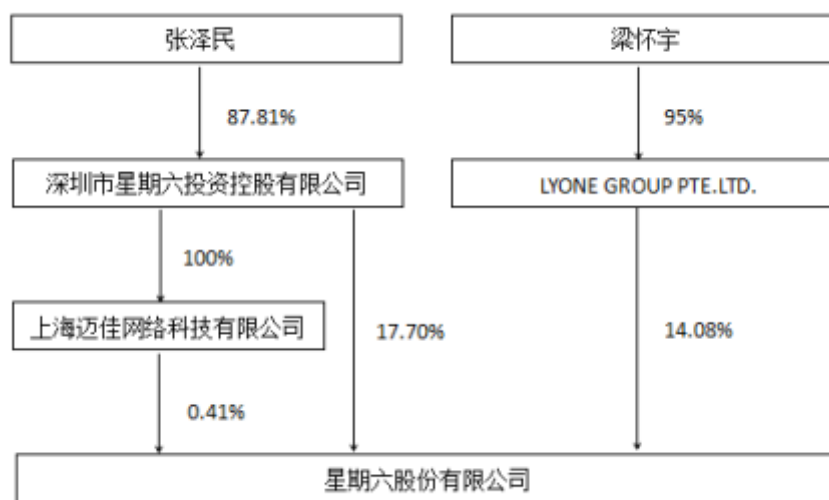 张泽民
梁怀宇
87.81%
95%
深圳市星期六投资控股有限公司
LYONE GROUP PTE.LTD.
100%
上海迈佳网络科技有限公司
17.70%
14.08%
0.41%
星期六股份有限公司